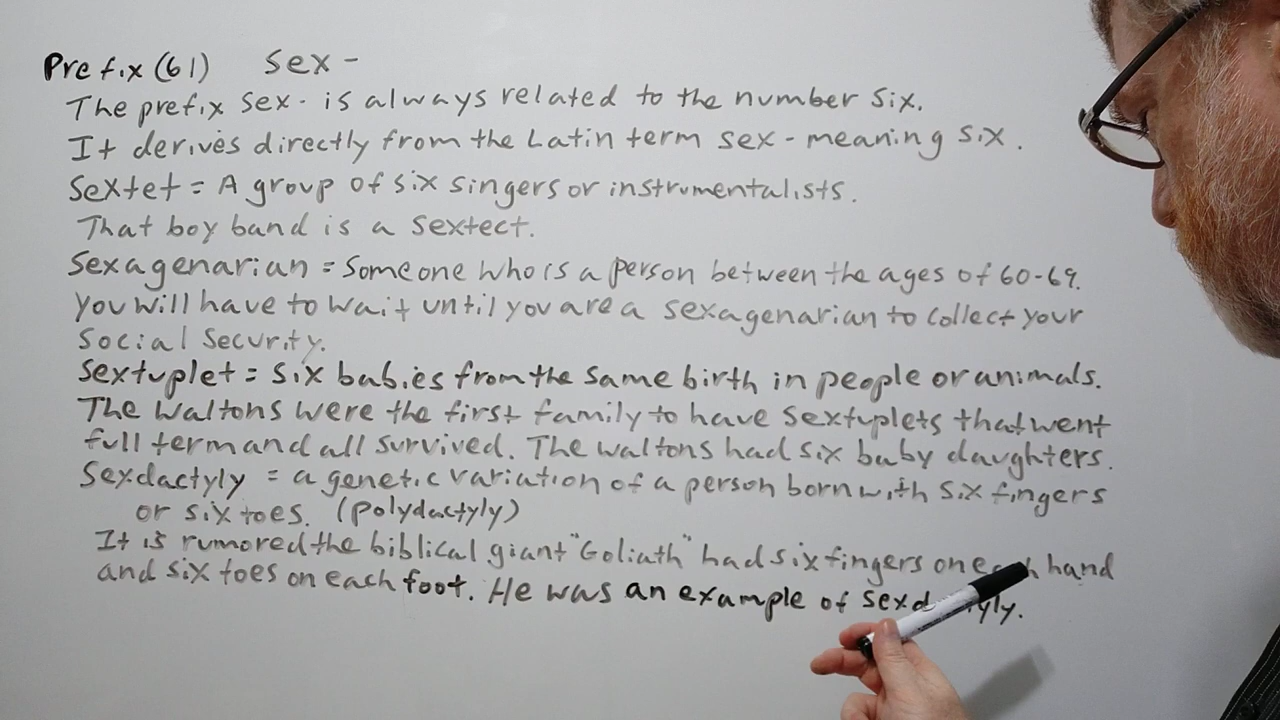 Prefix (61) Sex -
The prefix sex- is always related to the number six.
It derives directly from the Latin term sex- meaning six.
Sextet = A group of six singers or instrumentalists.
That boy band is a sextect.
Sexagenarian = Someone who is a person between the ages of 60-69.
You will have to wait until you are a sexagenarian to collect your
Social Security.
Sextuplet = Six babies from the same birth in people or animals.
The Waltons were the first family to have sextuplets that went
full term and all survived. The Waltons had six baby daughters.
Sexdactyly = a genetic variation of a person born with six fingers
or six toes. (polydactyly)
It is rumored the biblical giant "Goliath" had six fingers on hand
and six toes on each foot. He was an example of